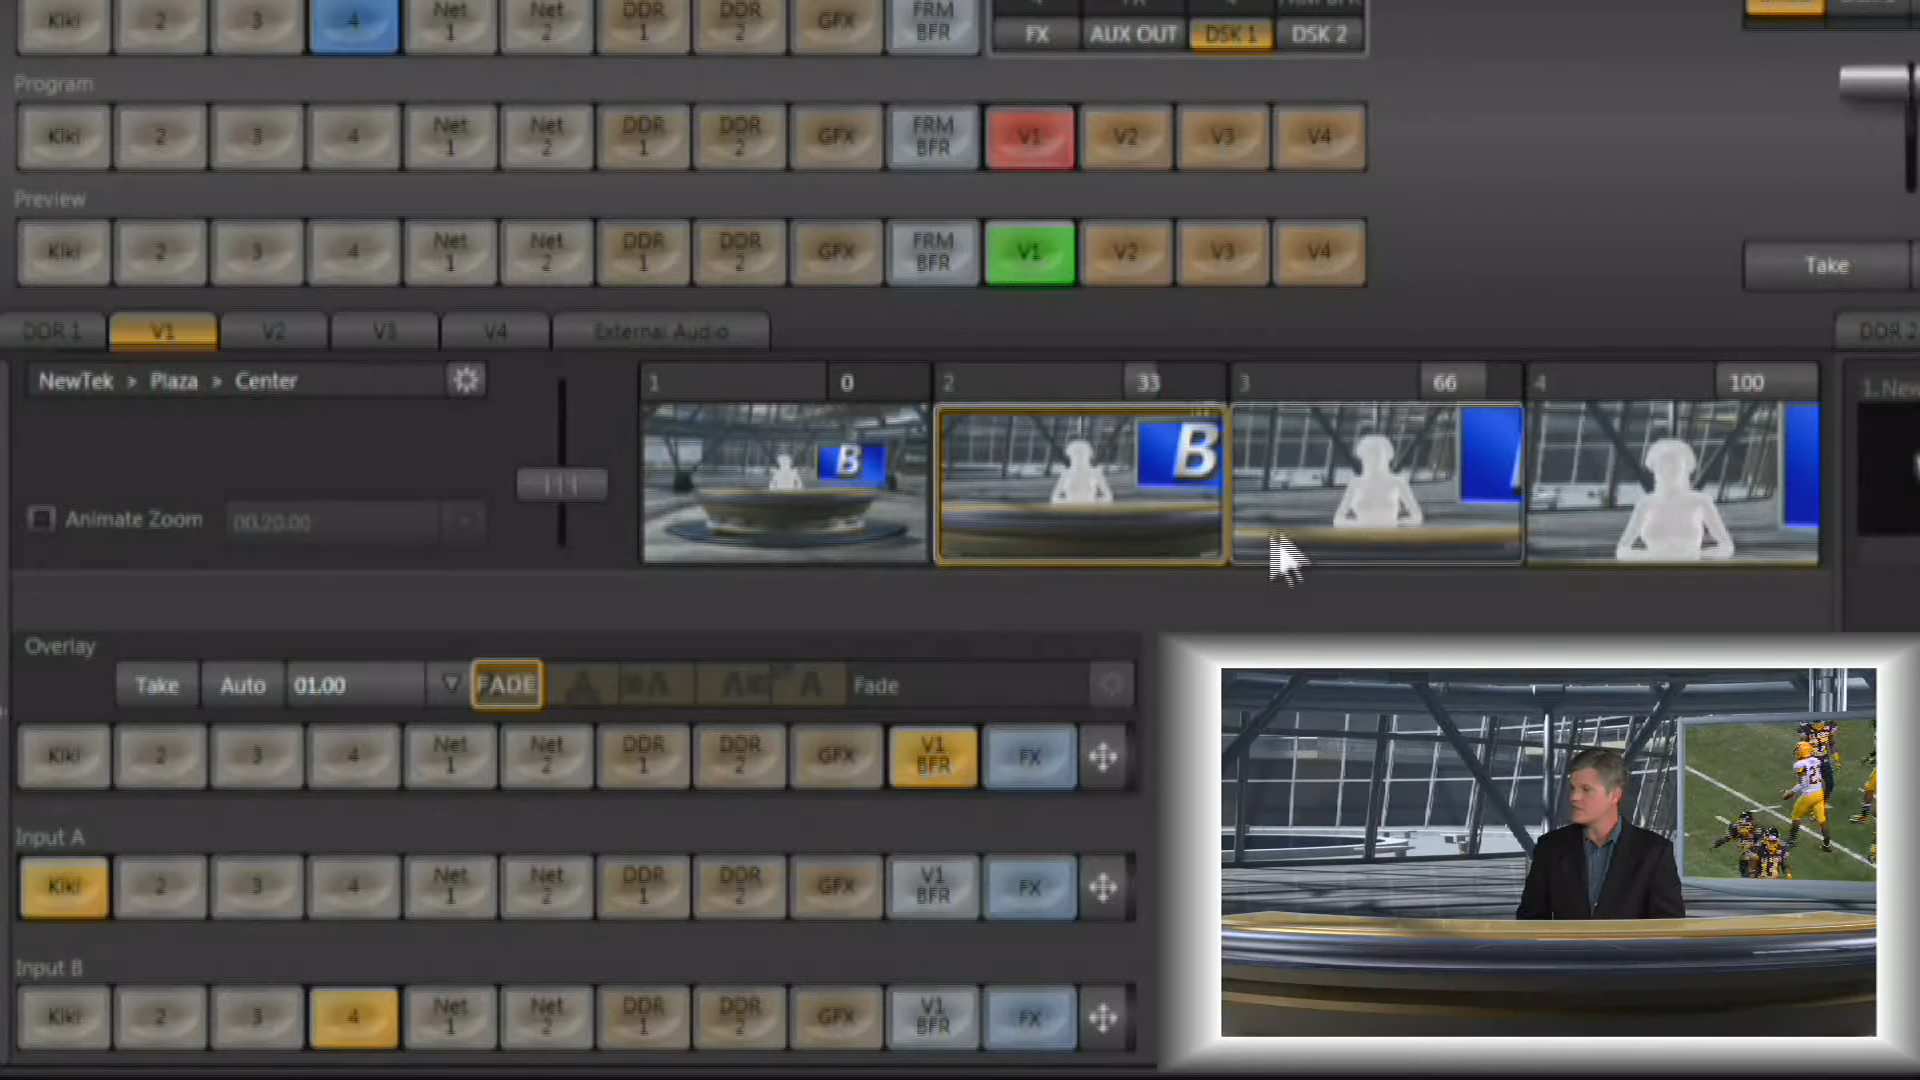 Kiki 2 3 4 Net 1 Net 2 DDR 1 DDR 2 GFX FRM BFR
FX AUX OUT DSK 1 DSK 2
Program
Kiki 2 3 4 Net 1 Net 2 DDR 1 DDR 2 GFX FRM BFR V1 V2 V3 V4
Preview
Kiki 2 3 4 Net 1 Net 2 DDR 1 DDR 2 GFX FRM BFR V1 V2 V3 V4
Take
DDR 1 V1 V2 V3 V4 External Audio DDR 2
NewTek > Plaza > Center
1 0 2 33 3 66 4 100
1.New
B B
Animate Zoom 00.20.00
Overlay
Take Auto 01.00 FADE Fade
Kiki 2 3 4 Net 1 Net 2 DDR 1 DDR 2 GFX V1 BFR FX
Input A
Kiki 2 3 4 Net 1 Net 2 DDR 1 DDR 2 GFX V1 BFR FX
Input B
Kiki 2 3 4 Net 1 Net 2 DDR 1 DDR 2 GFX V1 BFR FX